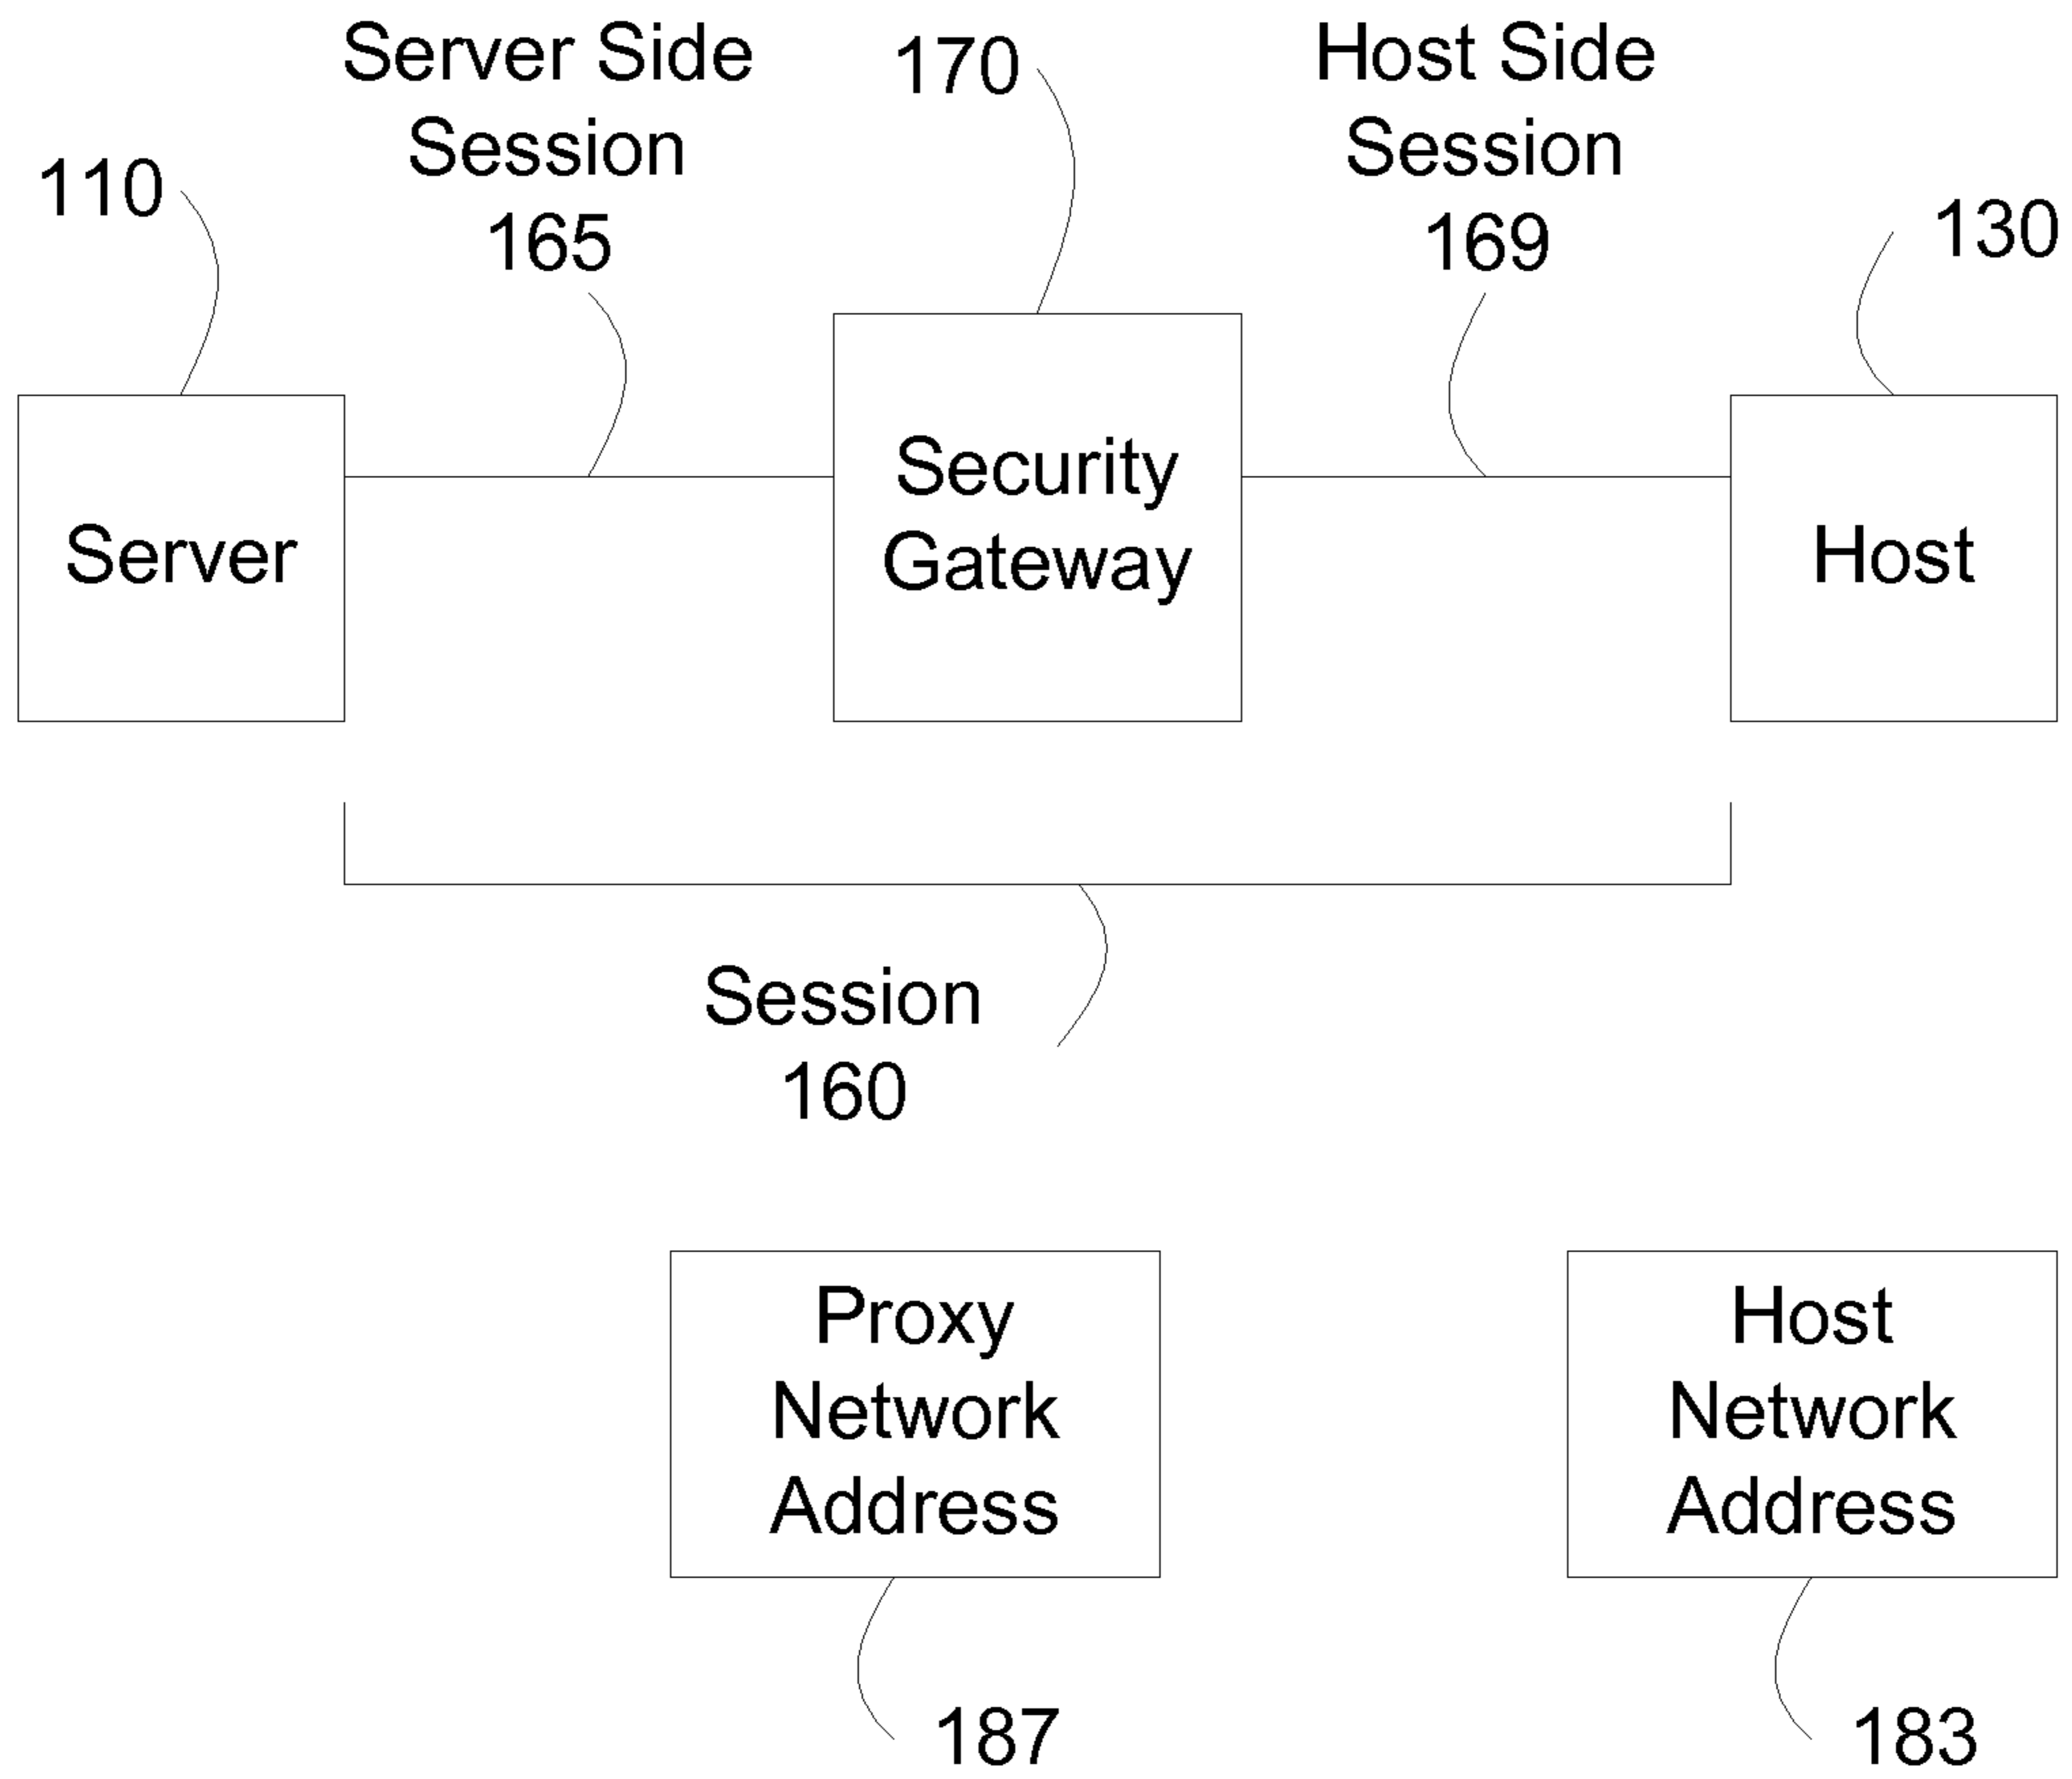 Server Side
Session
165
170
Host Side
Session
169
110
130
Server
Security
Gateway
Host
Session
160
Proxy
Network
Address
187
Host
Network
Address
183